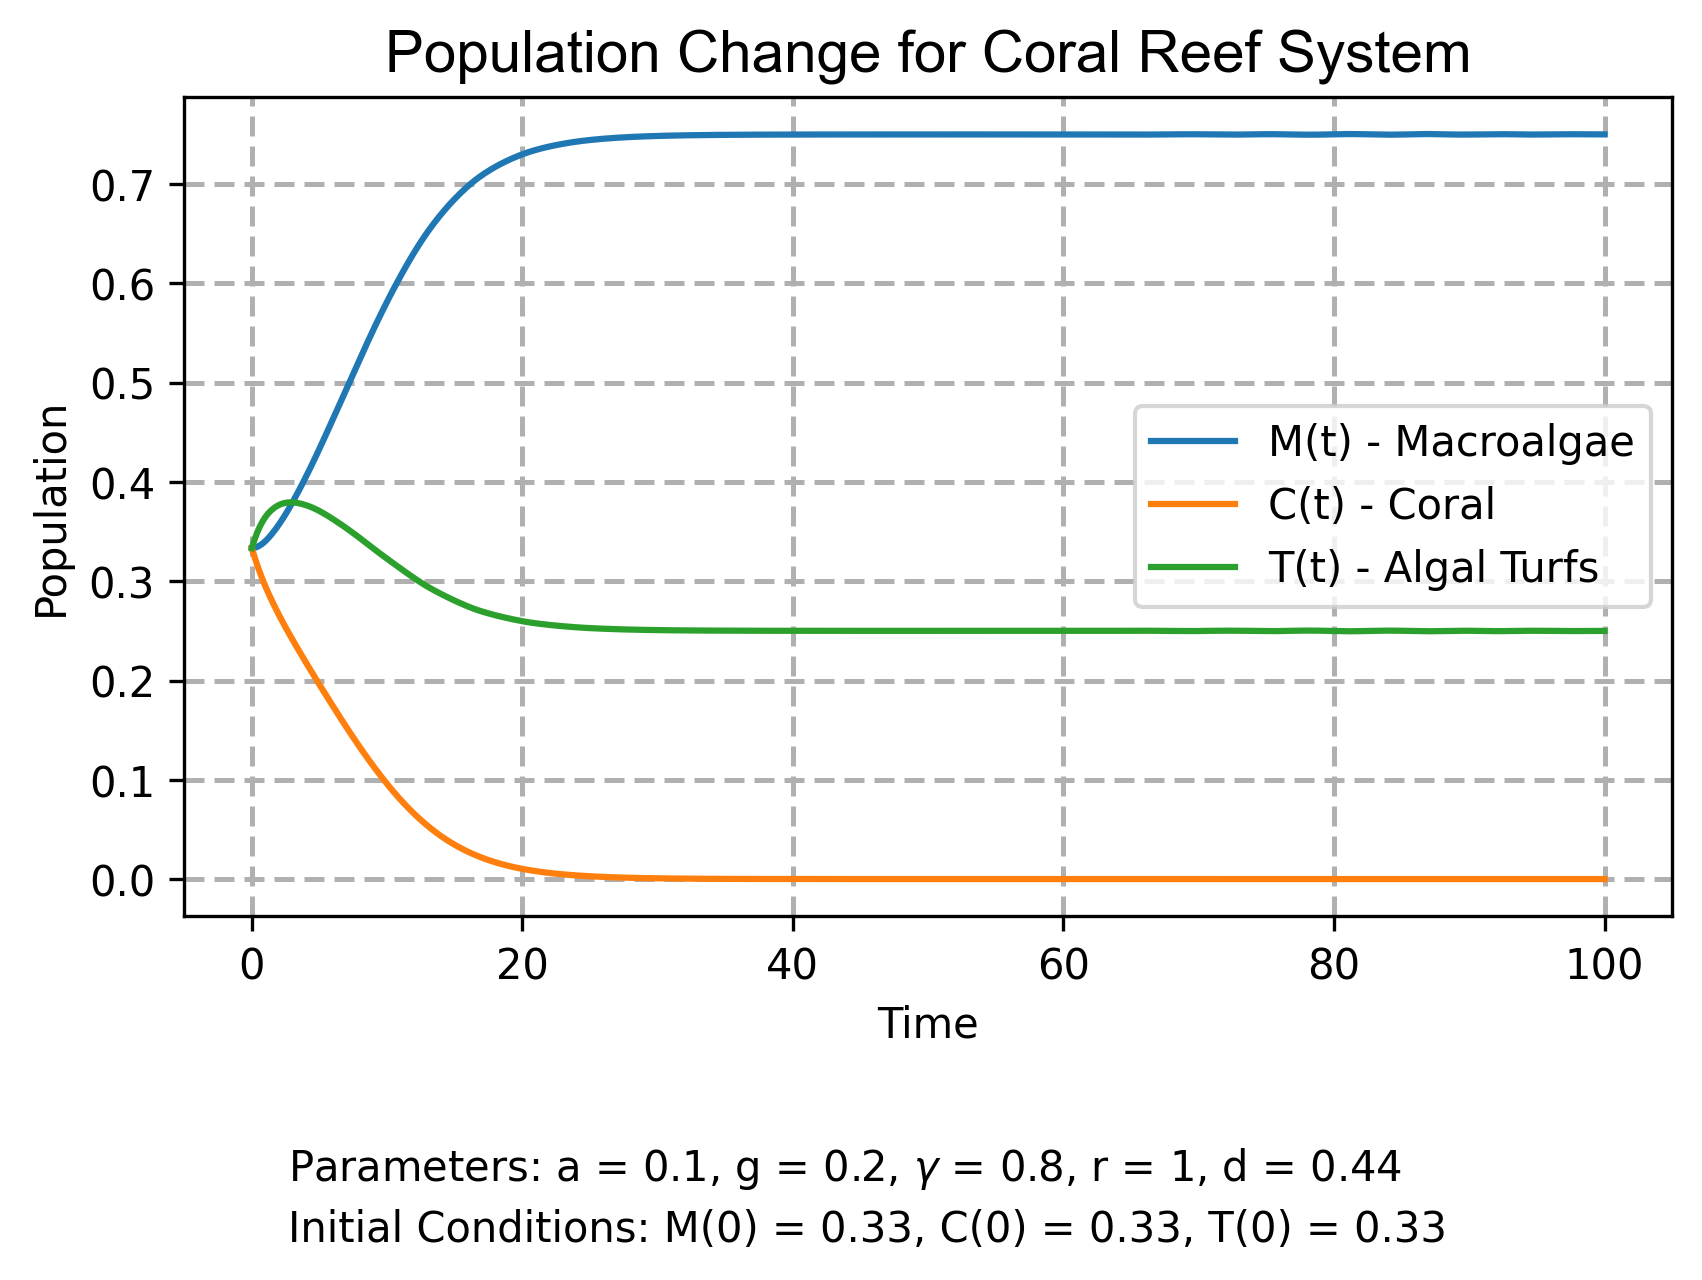 Population Change for Coral Reef System
Population
0.7
0.6
0.5
0.4
0.3
0.2
0.1
0.0
M(t) - Macroalgae
C(t) - Coral
T(t) - Algal Turfs
0 20 40 60 80 100
Time
Parameters: a = 0.1, g = 0.2, γ = 0.8, r = 1, d = 0.44
Initial Conditions: M(0) = 0.33, C(0) = 0.33, T(0) = 0.33